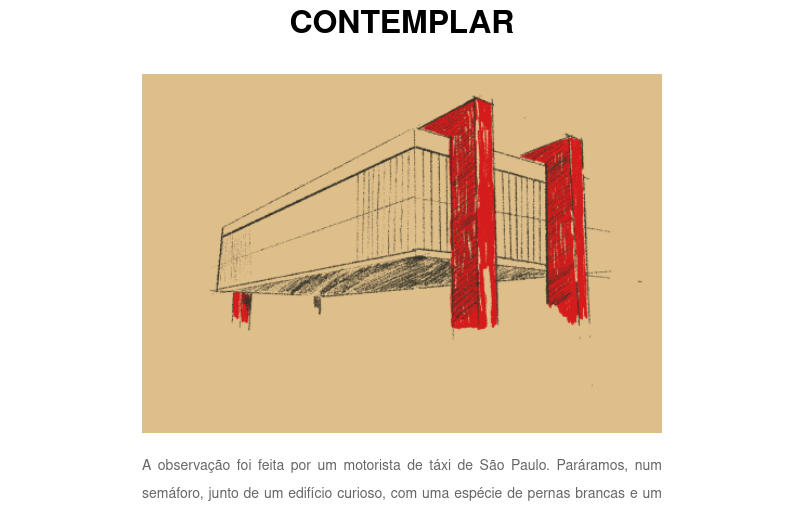 CONTEMPLAR
A observação foi feita por um motorista de táxi de São Paulo. Paráramos, num
semáforo, junto de um edifício curioso, com uma espécie de pernas brancas e um